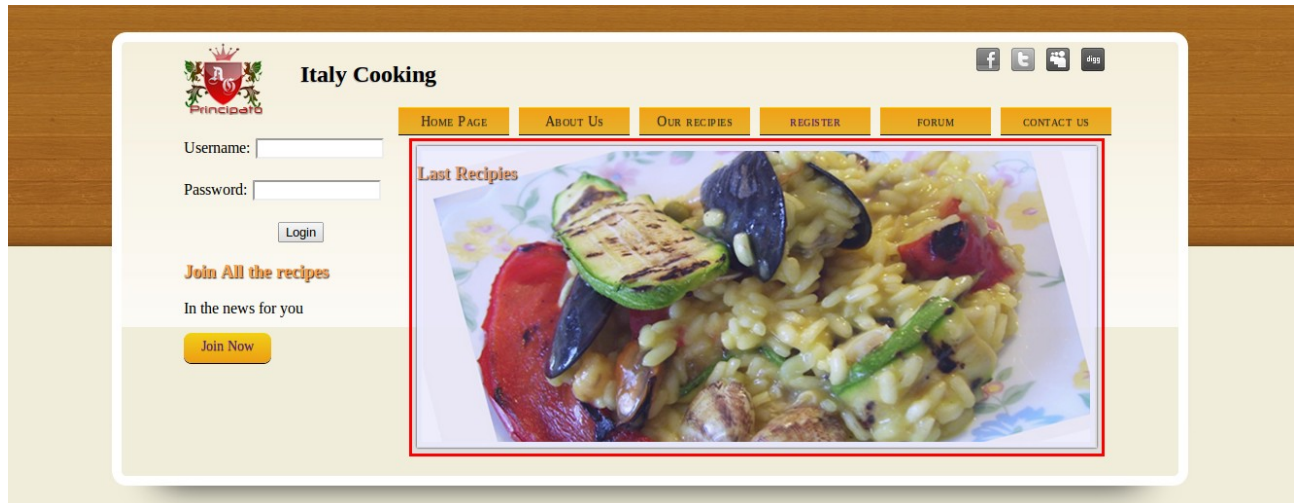 AG
Principato
Italy Cooking
digg
Home Page
About Us
Our recipies
register
forum
contact us
Username:
Password:
Login
Last Recipies
Join All the recipes
In the news for you
Join Now